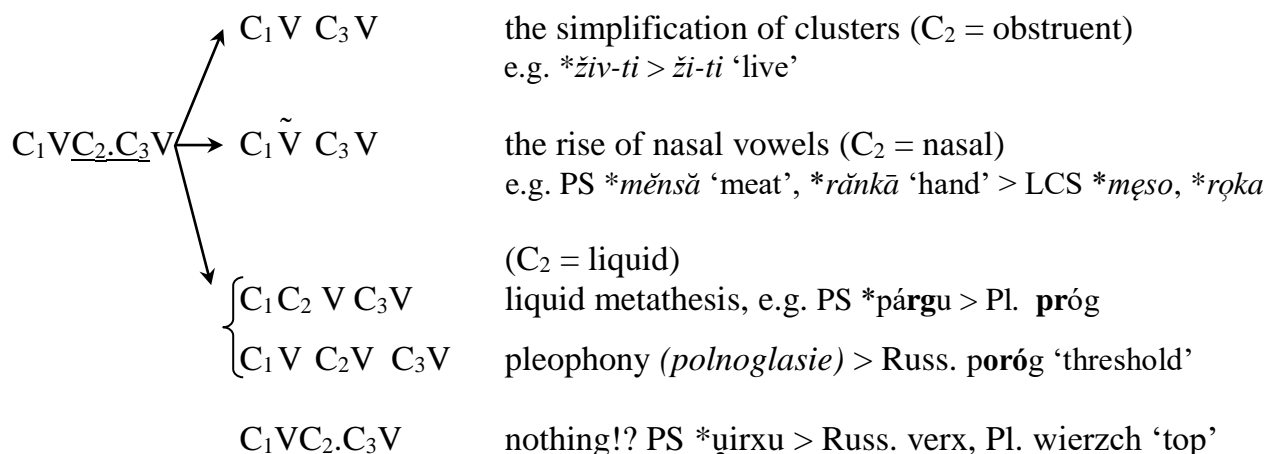 C₁V C₃V the simplification of clusters (C₂ = obstruent)
e.g. *živ-ti > ži-ti ‘live’
C₁VC₂.C₃V C₁Ṽ C₃V the rise of nasal vowels (C₂ = nasal)
e.g. PS *mĕnsă ‘meat’, *rănkā ‘hand’ > LCS *męso, *rǫka
(C₂ = liquid)
C₁C₂ V C₃V liquid metathesis, e.g. PS *párgu > Pl. próg
C₁V C₂V C₃V pleophony (polnoglasie) > Russ. poróg ‘threshold’
C₁VC₂.C₃V nothing!? PS *u̯irxu > Russ. verx, Pl. wierzch ‘top’